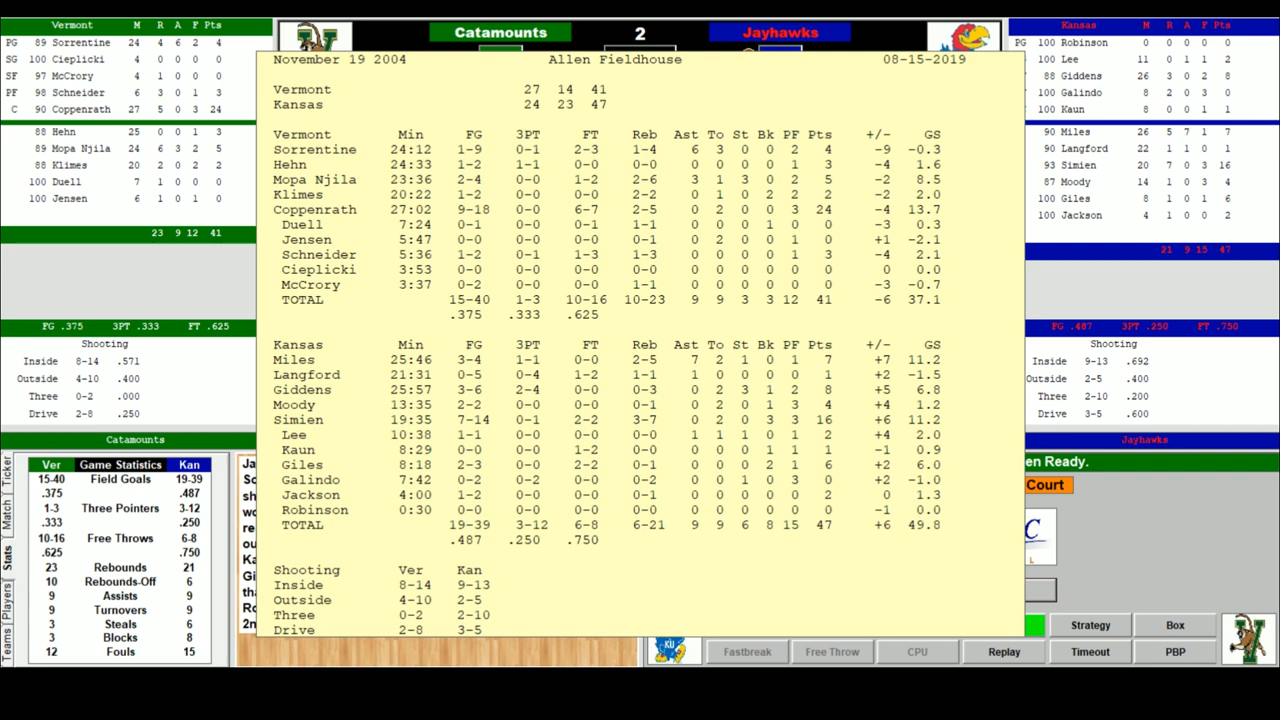 Vermont M R A F Pts
PG 89 Sorrentine 24 4 6 2 4
SG 100 Cieplicki 4 0 0 0 0
SF 97 McCrory 4 1 0 0 0
PF 98 Schneider 6 3 0 1 3
C 90 Coppenrath 27 5 0 3 24
88 Hehn 25 0 0 1 3
89 Mopa Njila 24 6 3 2 5
88 Klimes 20 2 0 2 2
100 Duell 7 1 0 0 0
100 Jensen 6 1 0 1 0
23 9 12 41
FG .375 3PT .333 FT .625
Shooting
Inside 8-14 .571
Outside 4-10 .400
Three 0-2 .000
Drive 2-8 .250
Catamounts
Ticker
Match
Stats
Players
Teams
Ver Game Statistics Kan
15-40 Field Goals 19-39
.375 .487
1-3 Three Pointers 3-12
.333 .250
10-16 Free Throws 6-8
.625 .750
23 Rebounds 21
10 Rebounds-Off 6
9 Assists 9
9 Turnovers 9
3 Steals 6
3 Blocks 8
12 Fouls 15
Catamounts 2 Jayhawks
November 19 2004 Allen Fieldhouse 08-15-2019
Vermont 27 14 41
Kansas 24 23 47
Vermont Min FG 3PT FT Reb Ast To St Bk PF Pts +/- GS
Sorrentine 24:12 1-9 0-1 2-3 1-4 6 3 0 0 2 4 -9 -0.3
Hehn 24:33 1-2 1-1 0-0 0-0 0 0 0 0 1 3 -4 1.6
Mopa Njila 23:36 2-4 0-0 1-2 2-6 3 1 3 0 2 5 -2 8.5
Klimes 20:22 1-2 0-0 0-0 2-2 0 1 0 2 2 2 -2 2.0
Coppenrath 27:02 9-18 0-0 6-7 2-5 0 2 0 0 3 24 -4 13.7
Duell 7:24 0-1 0-0 0-0 1-1 0 0 0 1 0 0 -3 0.3
Jensen 5:47 0-0 0-0 0-0 0-1 0 2 0 0 1 0 +1 -2.1
Schneider 5:36 1-2 0-1 1-3 1-3 0 0 0 0 1 3 -4 2.1
Cieplicki 3:53 0-0 0-0 0-0 0-0 0 0 0 0 0 0 0 0.0
McCrory 3:37 0-2 0-0 0-0 1-1 0 0 0 0 0 0 -3 -0.7
TOTAL 15-40 1-3 10-16 10-23 9 9 3 3 12 41 -6 37.1
.375 .333 .625
Kansas Min FG 3PT FT Reb Ast To St Bk PF Pts +/- GS
Miles 25:46 3-4 1-1 0-0 2-5 7 2 1 0 1 7 +7 11.2
Langford 21:31 0-5 0-4 1-2 1-1 1 0 0 0 0 1 +2 -1.5
Giddens 25:57 3-6 2-4 0-0 0-3 0 2 3 1 2 8 +5 6.8
Moody 13:35 2-2 0-0 0-0 0-1 0 2 0 1 3 4 +4 1.2
Simien 19:35 7-14 0-1 2-2 3-7 0 2 0 3 3 16 +6 11.2
Lee 10:38 1-1 0-0 0-0 0-0 1 1 1 0 1 2 +4 2.0
Kaun 8:29 0-0 0-0 1-2 0-0 0 0 0 1 1 1 -1 0.9
Giles 8:18 2-3 0-0 2-2 0-1 0 0 0 2 1 6 +2 6.0
Galindo 7:42 0-2 0-2 0-0 0-2 0 0 1 0 3 0 +2 -1.0
Jackson 4:00 1-2 0-0 0-0 0-1 0 0 0 0 0 2 0 1.3
Robinson 0:30 0-0 0-0 0-0 0-0 0 0 0 0 0 0 -1 0.0
TOTAL 19-39 3-12 6-8 6-21 9 9 6 8 15 47 +6 49.8
.487 .250 .750
Shooting Ver Kan
Inside 8-14 9-13
Outside 4-10 2-5
Three 0-2 2-10
Drive 2-8 3-5
Kansas M R A F Pts
PG 100 Robinson 0 0 0 0 0
100 Lee 11 0 1 1 2
88 Giddens 26 3 0 2 8
100 Galindo 8 2 0 3 0
100 Kaun 8 0 0 1 1
90 Miles 26 5 7 1 7
90 Langford 22 1 1 0 1
93 Simien 20 7 0 3 16
87 Moody 14 1 0 3 4
100 Giles 8 1 0 1 6
100 Jackson 4 1 0 0 2
21 9 15 47
FG .487 3PT .250 FT .750
Shooting
Inside 9-13 .692
Outside 2-5 .400
Three 2-10 .200
Drive 3-5 .600
Jayhawks
en Ready.
Court
Strategy Box
Fastbreak Free Throw CPU Replay Timeout PBP
KU